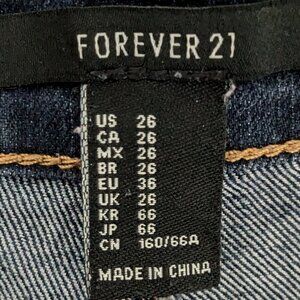 FOREVER 21
US 26
CA 26
MX 26
BR 26
EU 36
UK 26
KR 66
JP 66
CN 160/66A
MADE IN CHINA